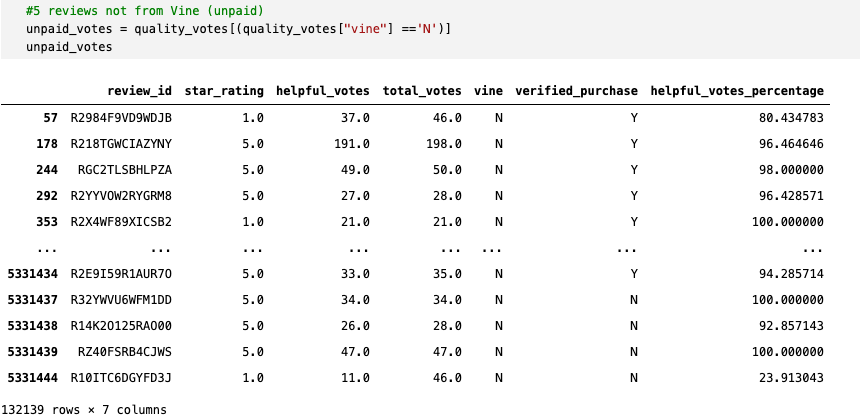 #5 reviews not from Vine (unpaid)
unpaid_votes = quality_votes[(quality_votes["vine"] =='N')]
unpaid_votes
review_id star_rating helpful_votes total_votes vine verified_purchase helpful_votes_percentage
57 R2984F9VD9WDJB 1.0 37.0 46.0 N Y 80.434783
178 R218TGWCIAZYNY 5.0 191.0 198.0 N Y 96.464646
244 RGC2TLSBHLPZA 5.0 49.0 50.0 N Y 98.000000
292 R2YYVOW2RYGRM8 5.0 27.0 28.0 N Y 96.428571
353 R2X4WF89XICSB2 1.0 21.0 21.0 N Y 100.000000
... ... ... ... ... ... ... ...
5331434 R2E9I59R1AUR7O 5.0 33.0 35.0 N Y 94.285714
5331437 R32YWVU6WFM1DD 5.0 34.0 34.0 N N 100.000000
5331438 R14K2O125RAO00 5.0 26.0 28.0 N N 92.857143
5331439 RZ40FSRB4CJWS 5.0 47.0 47.0 N N 100.000000
5331444 R10ITC6DGYFD3J 1.0 11.0 46.0 N N 23.913043
132139 rows × 7 columns